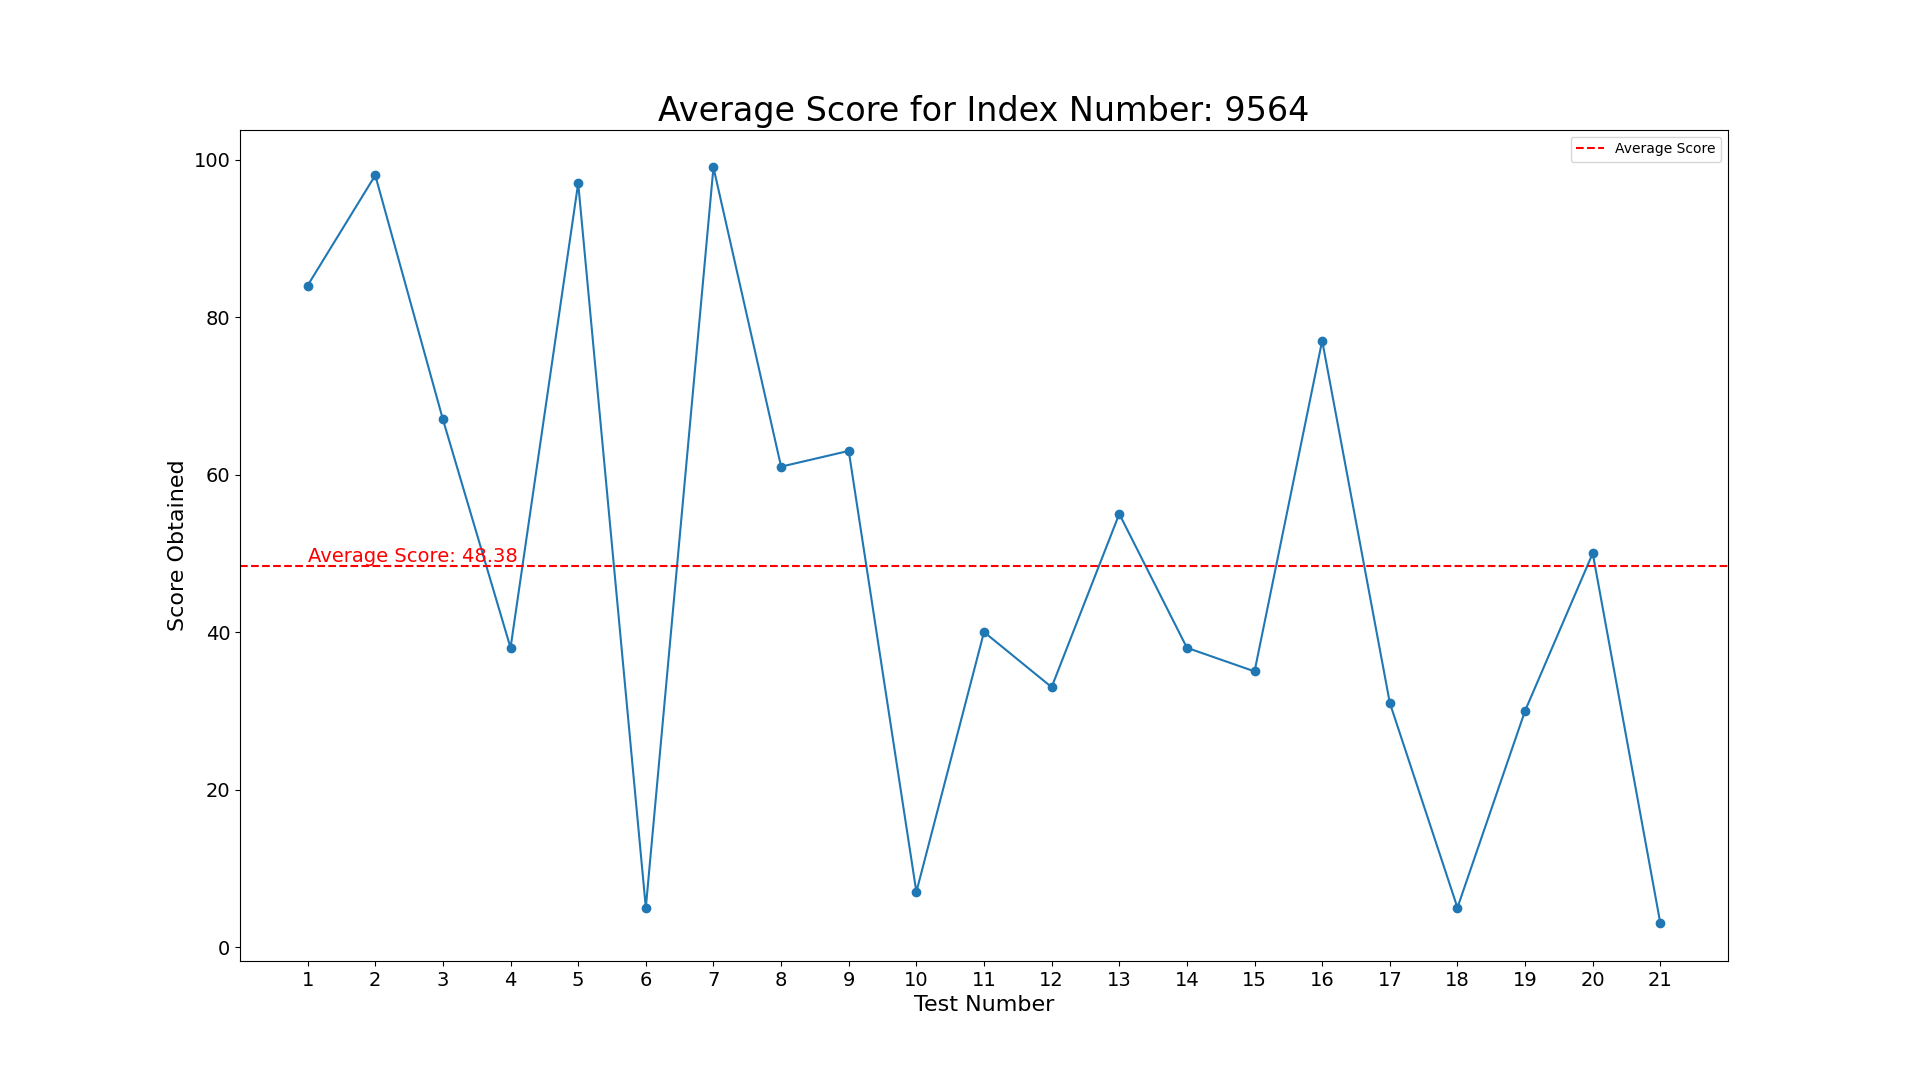 Average Score for Index Number: 9564
Average Score
100
80
60
40
20
0
Score Obtained
Average Score: 48.38
1 2 3 4 5 6 7 8 9 10 11 12 13 14 15 16 17 18 19 20 21
Test Number